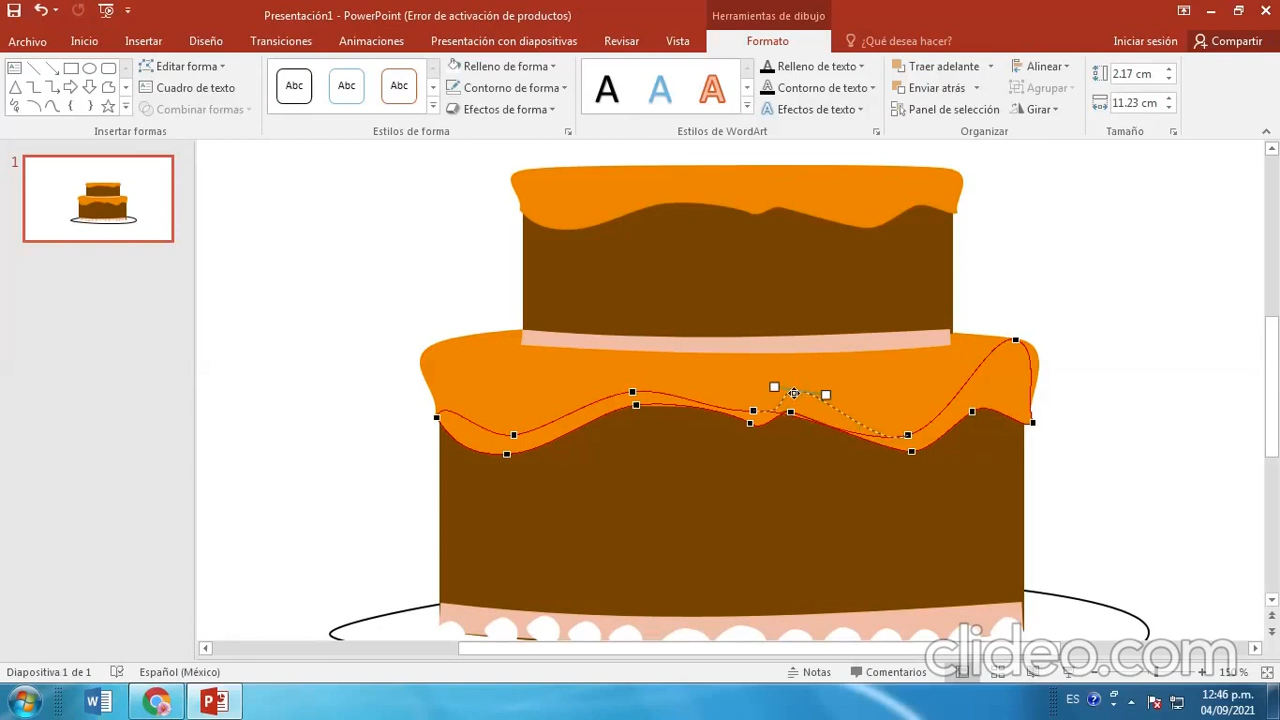 Presentación1 - PowerPoint (Error de activación de productos)
Herramientas de dibujo
Archivo Inicio Insertar Diseño Transiciones Animaciones Presentación con diapositivas Revisar Vista Formato ¿Qué desea hacer? Iniciar sesión Compartir
Editar forma
Cuadro de texto
Combinar formas
Insertar formas
Abc Abc Abc
Relleno de forma
Contorno de forma
Efectos de forma
Estilos de forma
A A A
Relleno de texto
Contorno de texto
Efectos de texto
Estilos de WordArt
Traer adelante
Enviar atrás
Panel de selección
Alinear
Agrupar
Girar
Organizar
2.17 cm
11.23 cm
Tamaño
1
clideo.com
Diapositiva 1 de 1 Español (México) Notas Comentarios 150 %
ES
12:46 p.m.
04/09/2021